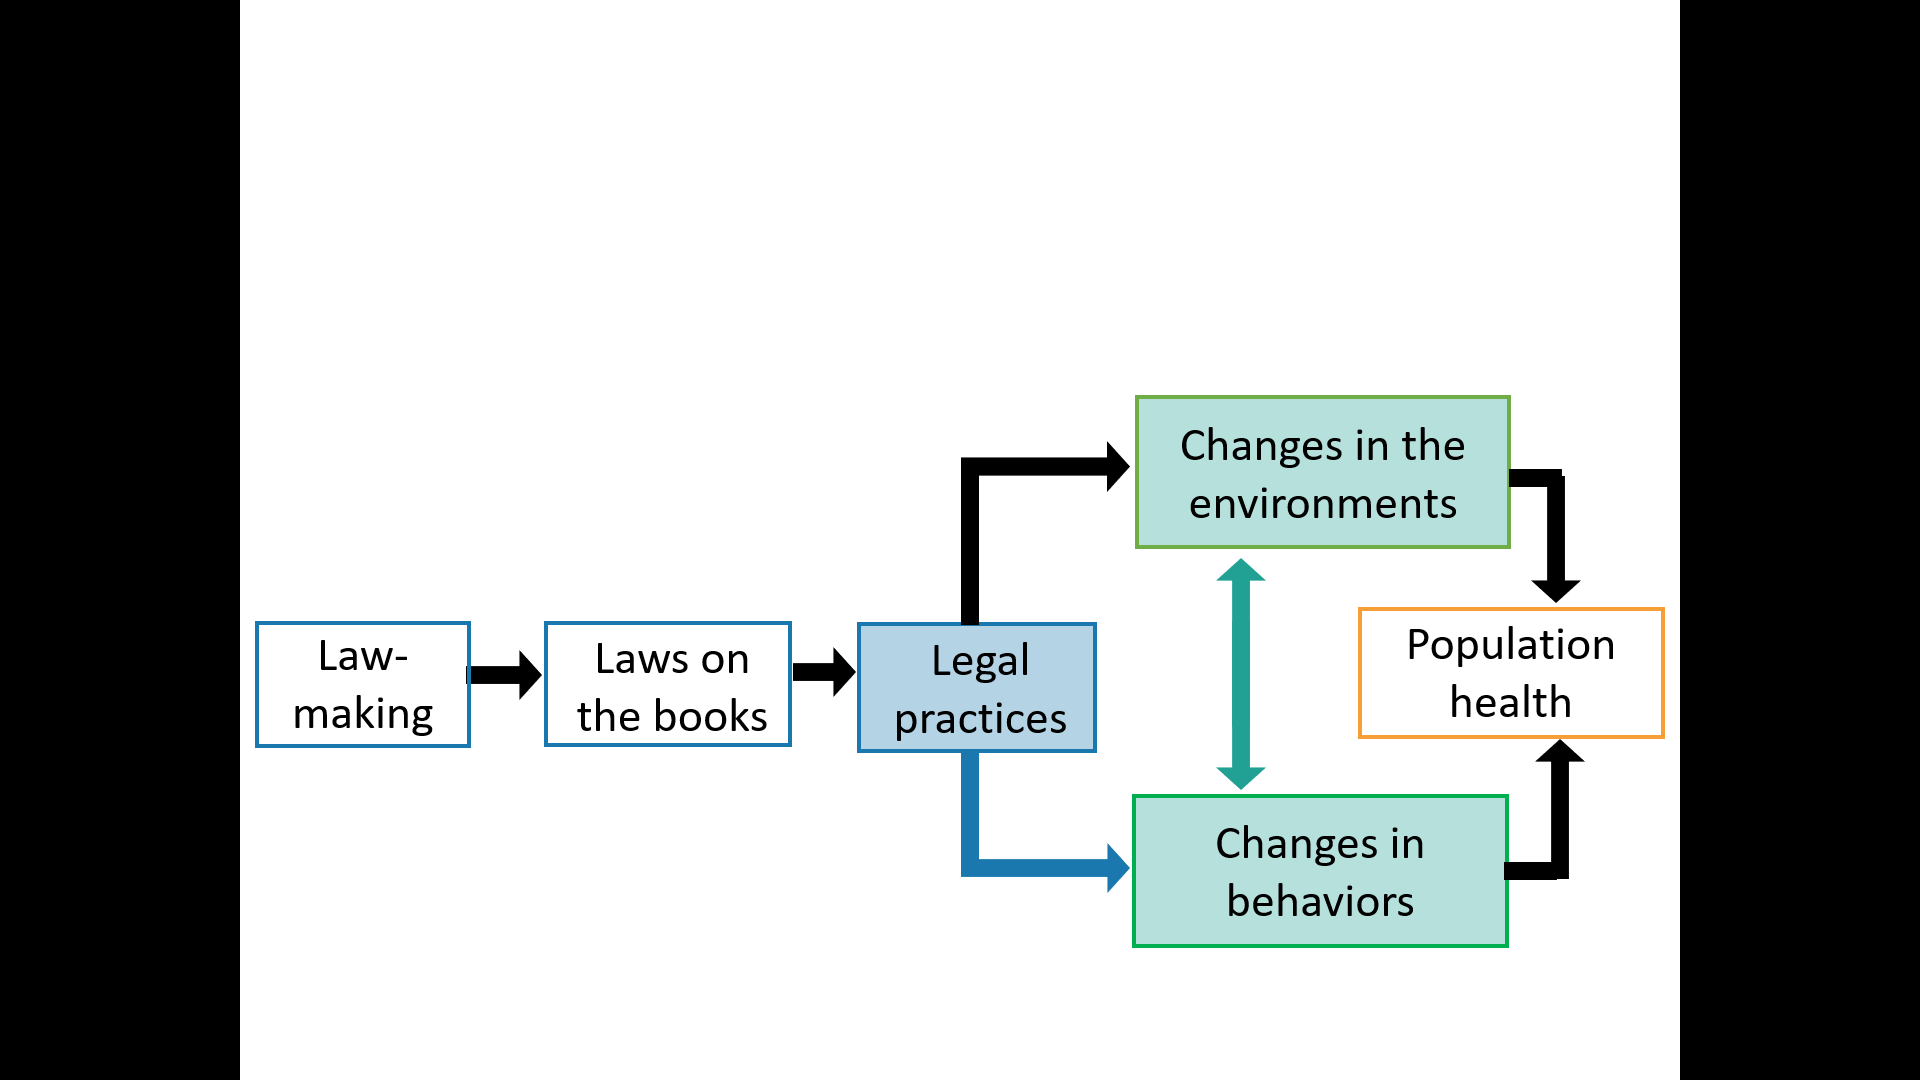 Law-
making
Laws on
the books
Legal
practices
Changes in the
environments
Population
health
Changes in
behaviors